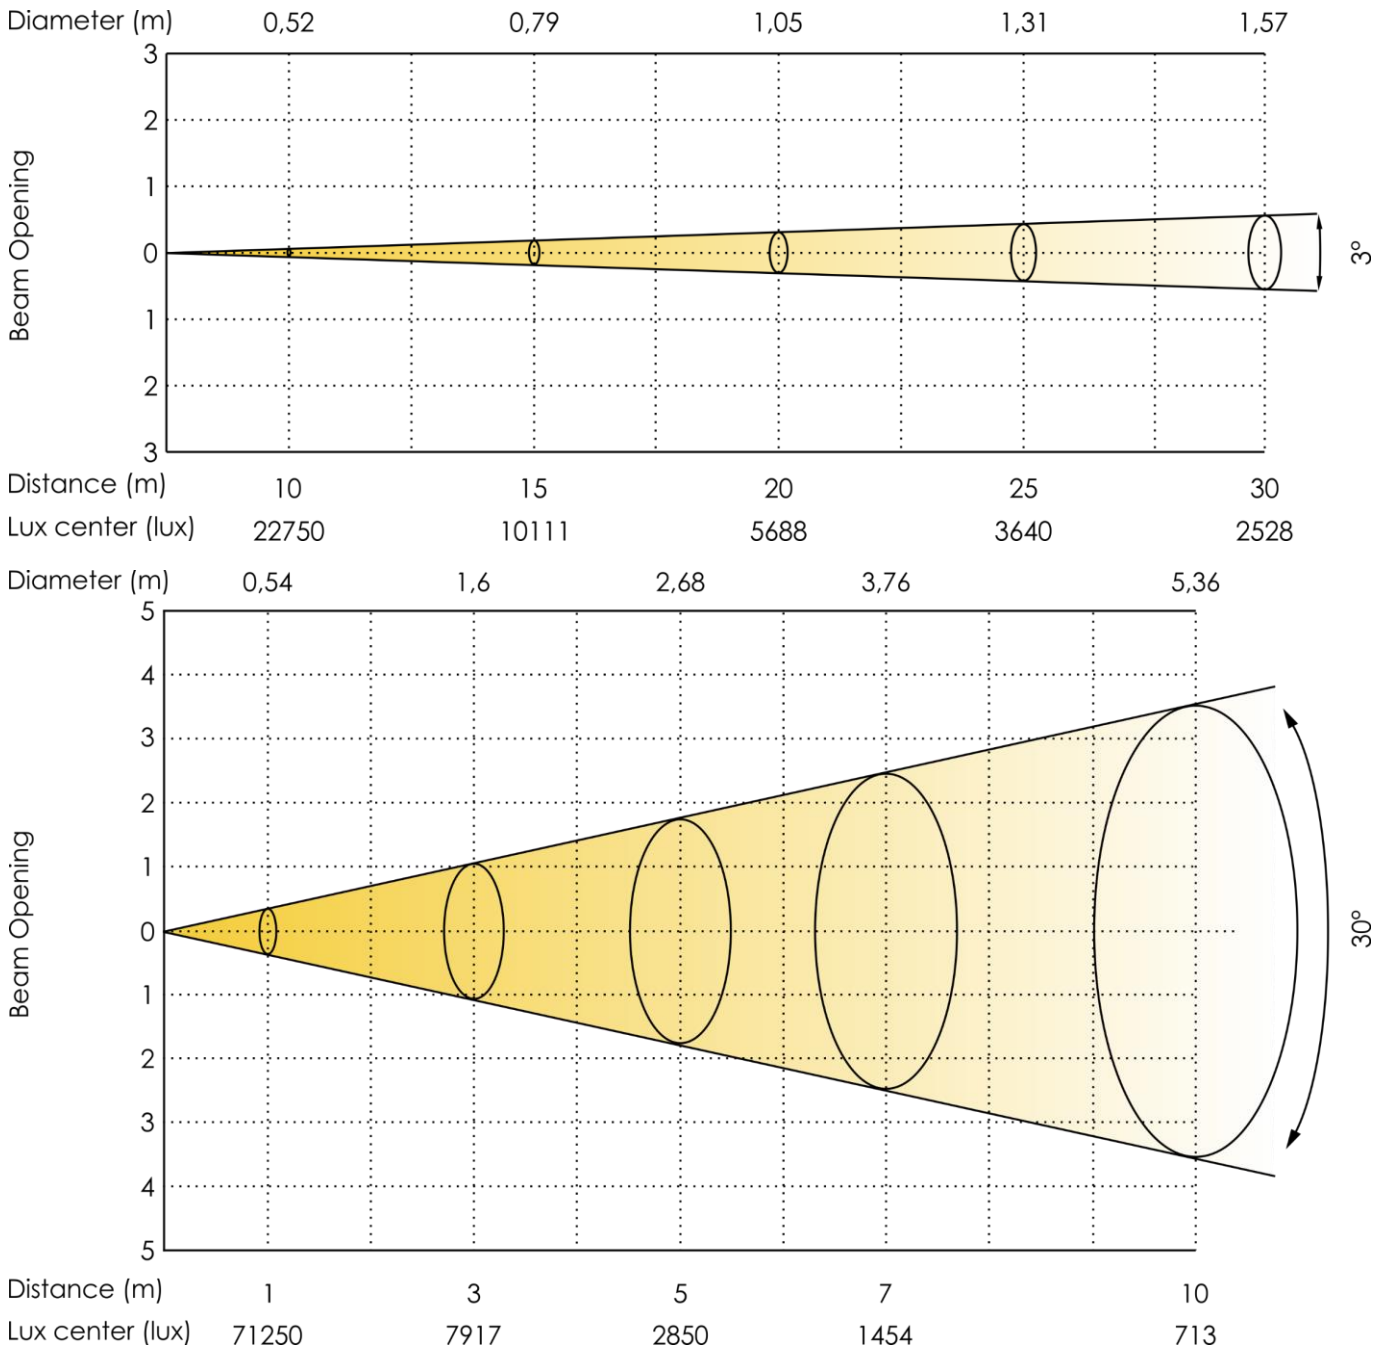 Diameter (m) 0,52 0,79 1,05 1,31 1,57
3
2
1
0
1
2
3
Beam Opening
3º
Distance (m) 10 15 20 25 30
Lux center (lux) 22750 10111 5688 3640 2528
Diameter (m) 0,54 1,6 2,68 3,76 5,36
5
4
3
2
1
0
1
2
3
4
5
Beam Opening
30º
Distance (m) 1 3 5 7 10
Lux center (lux) 71250 7917 2850 1454 713